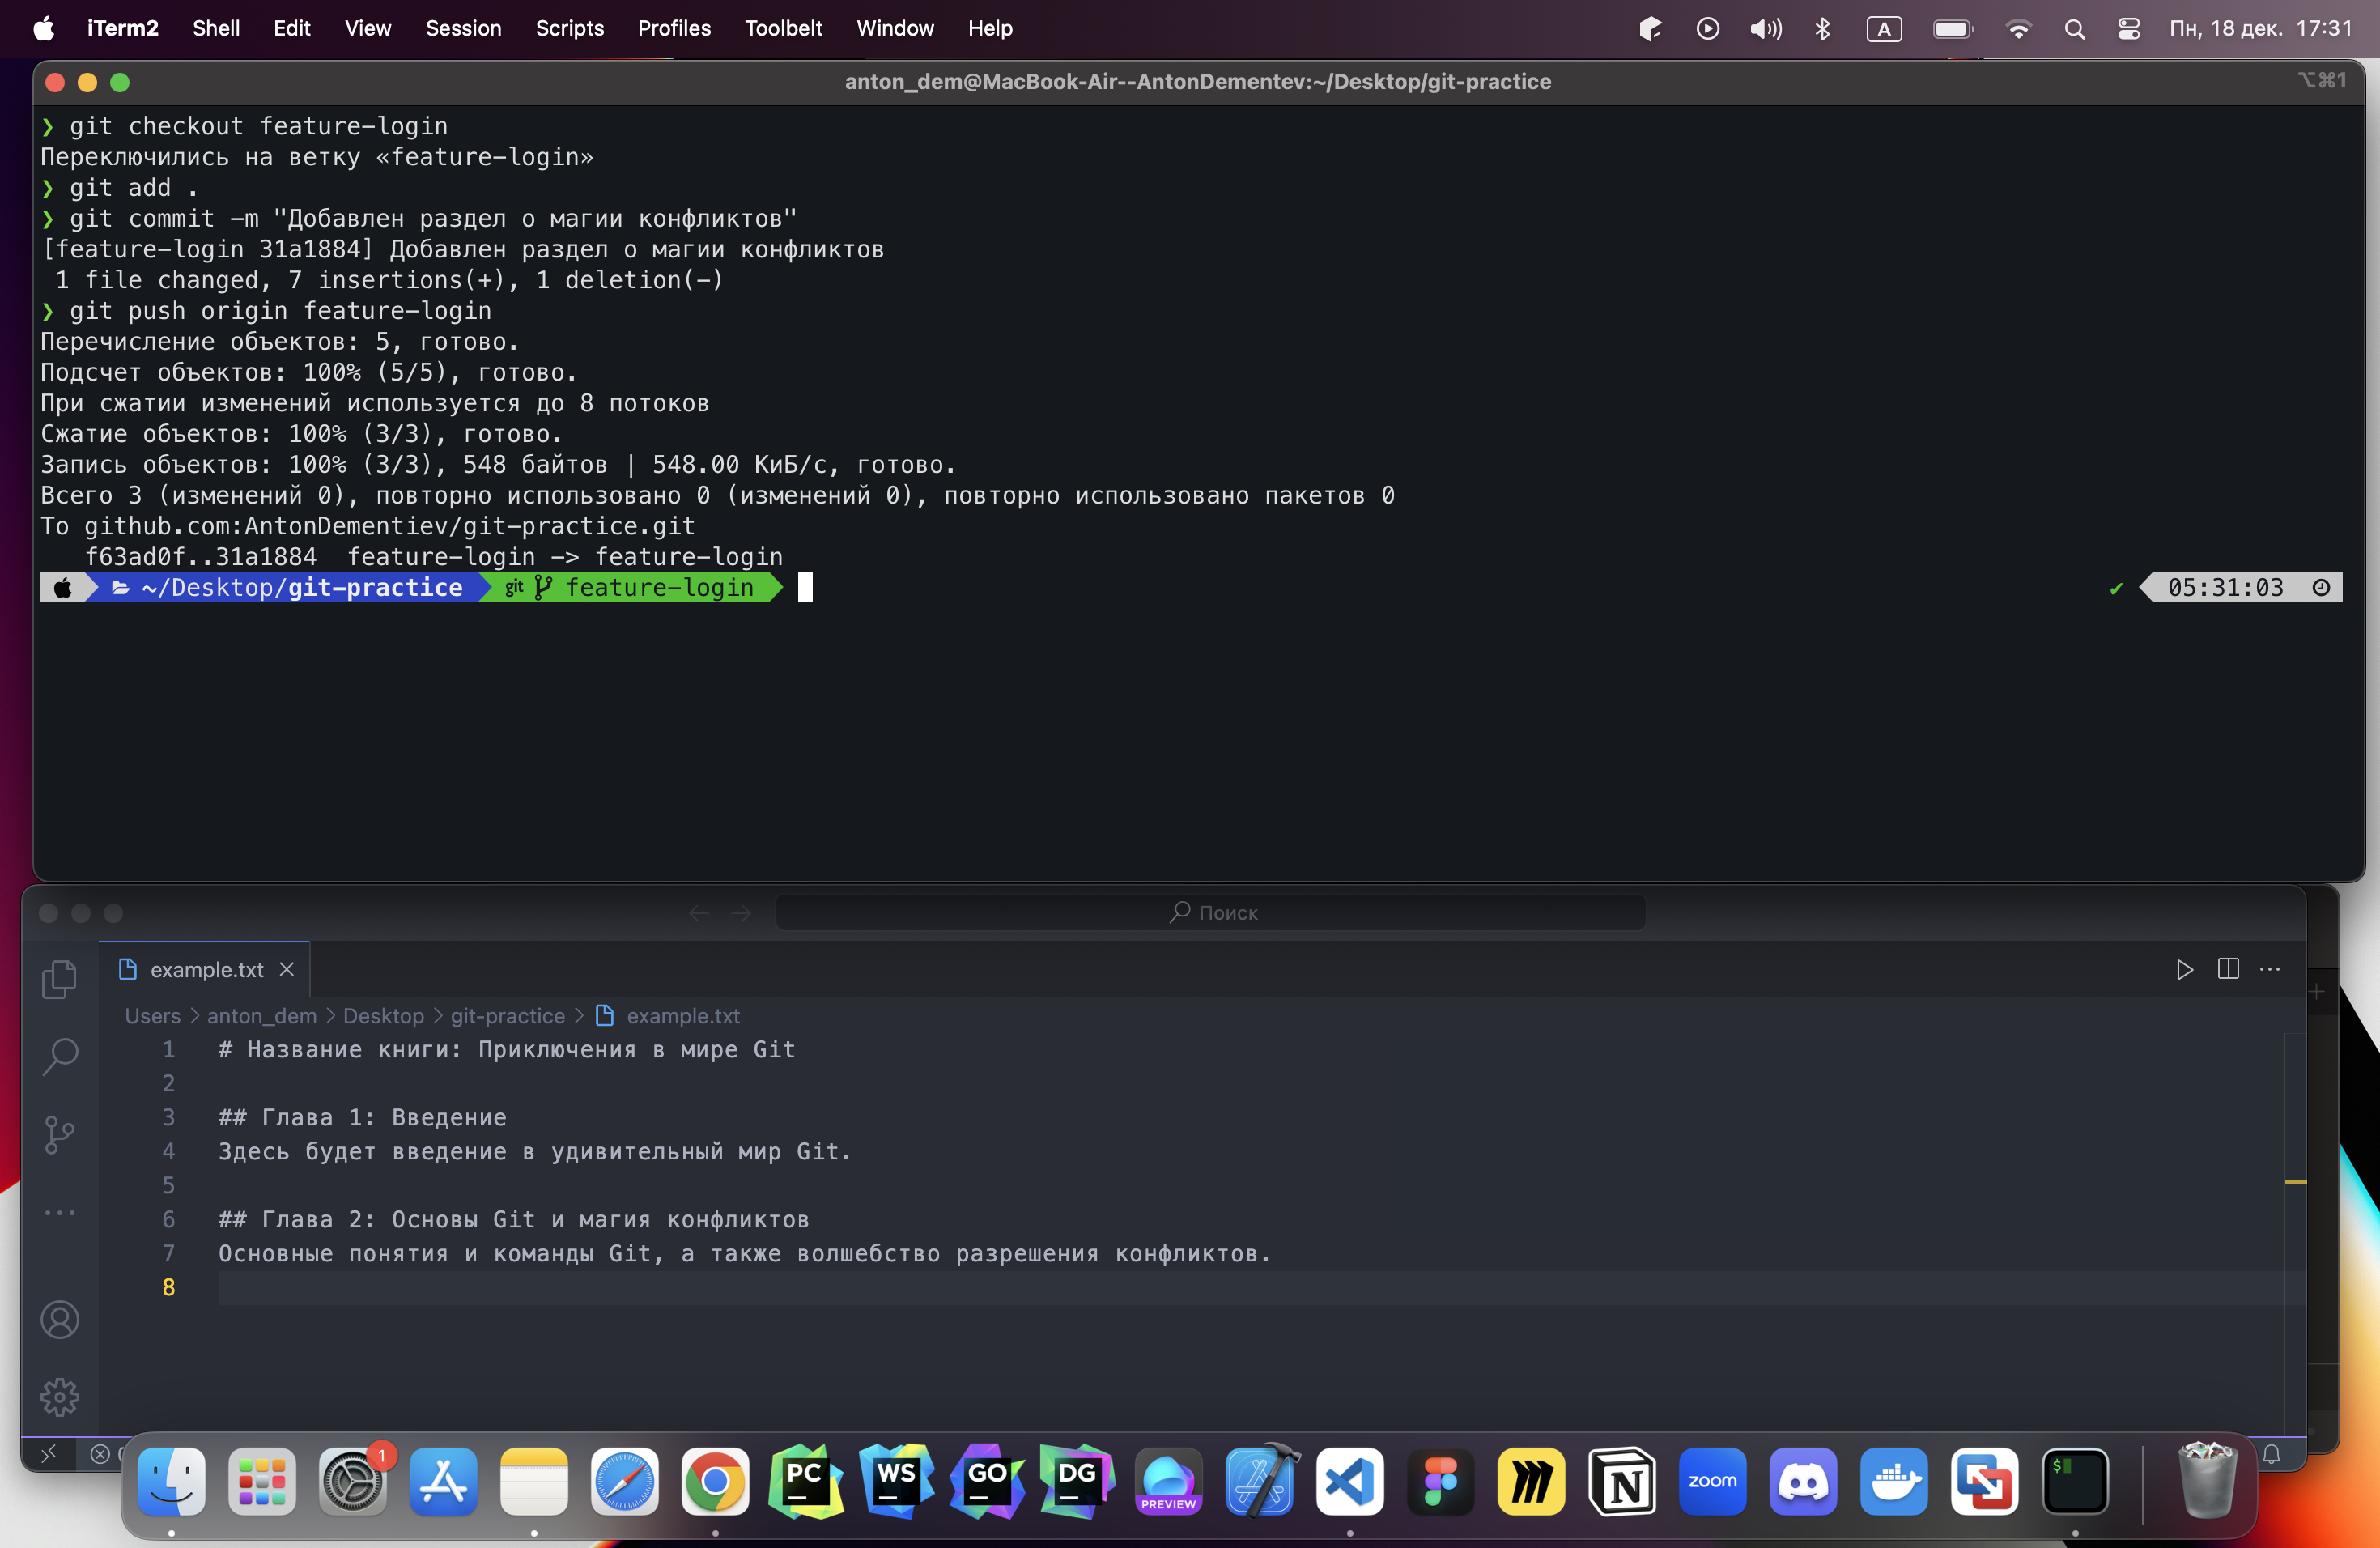 iTerm2 Shell Edit View Session Scripts Profiles Toolbelt Window Help A Пн, 18 дек. 17:31
anton_dem@MacBook-Air--AntonDementev:~/Desktop/git-practice ⌥⌘1
❯ git checkout feature-login
Переключились на ветку «feature-login»
❯ git add .
❯ git commit -m "Добавлен раздел о магии конфликтов"
[feature-login 31a1884] Добавлен раздел о магии конфликтов
1 file changed, 7 insertions(+), 1 deletion(-)
❯ git push origin feature-login
Перечисление объектов: 5, готово.
Подсчет объектов: 100% (5/5), готово.
При сжатии изменений используется до 8 потоков
Сжатие объектов: 100% (3/3), готово.
Запись объектов: 100% (3/3), 548 байтов | 548.00 КиБ/с, готово.
Всего 3 (изменений 0), повторно использовано 0 (изменений 0), повторно использовано пакетов 0
To github.com:AntonDementiev/git-practice.git
f63ad0f..31a1884 feature-login -> feature-login
~/Desktop/git-practice git feature-login ✔ 05:31:03
Поиск
example.txt
Users > anton_dem > Desktop > git-practice > example.txt
1 # Название книги: Приключения в мире Git
2
3 ## Глава 1: Введение
4 Здесь будет введение в удивительный мир Git.
5
6 ## Глава 2: Основы Git и магия конфликтов
7 Основные понятия и команды Git, а также волшебство разрешения конфликтов.
8
1 PC WS GO DG PREVIEW zoom $